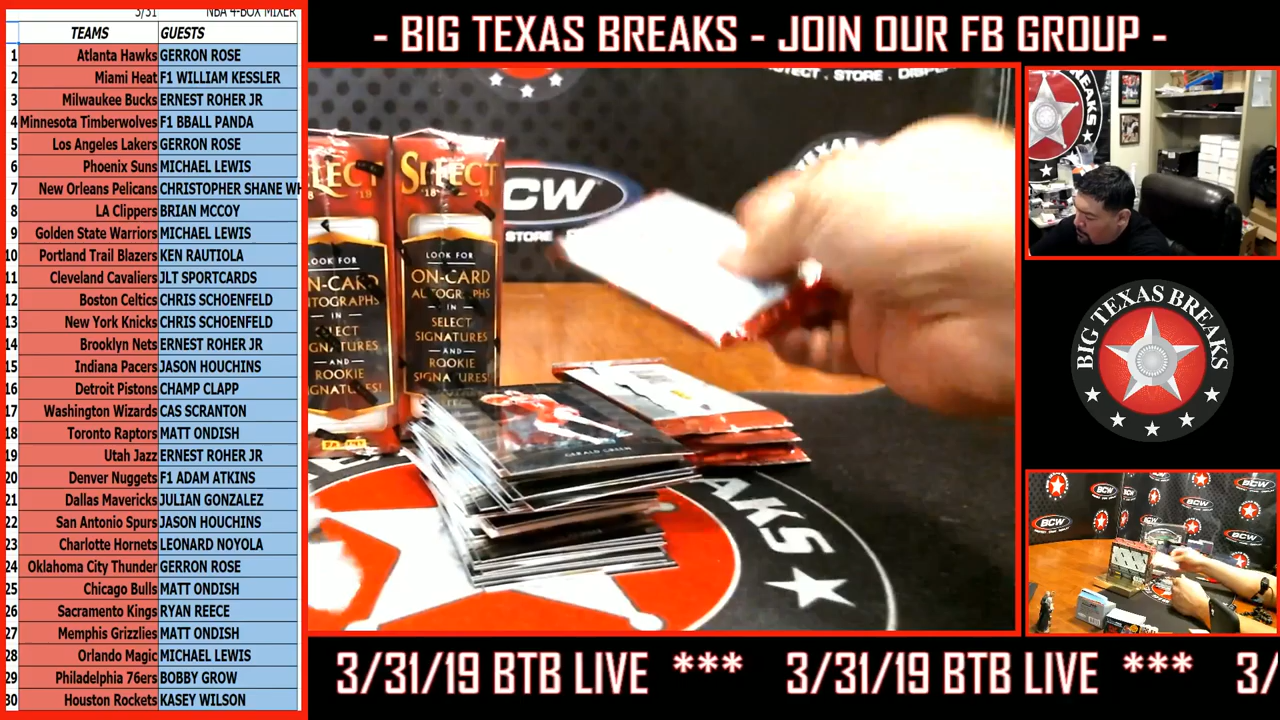 3/31 NBA 4-BOX MIXER
TEAMS GUESTS
1 Atlanta Hawks GERRON ROSE
2 Miami Heat F1 WILLIAM KESSLER
3 Milwaukee Bucks ERNEST ROHER JR
4 Minnesota Timberwolves F1 BBALL PANDA
5 Los Angeles Lakers GERRON ROSE
6 Phoenix Suns MICHAEL LEWIS
7 New Orleans Pelicans CHRISTOPHER SHANE WH
8 LA Clippers BRIAN MCCOY
9 Golden State Warriors MICHAEL LEWIS
10 Portland Trail Blazers KEN RAUTIOLA
11 Cleveland Cavaliers JLT SPORTCARDS
12 Boston Celtics CHRIS SCHOENFELD
13 New York Knicks CHRIS SCHOENFELD
14 Brooklyn Nets ERNEST ROHER JR
15 Indiana Pacers JASON HOUCHINS
16 Detroit Pistons CHAMP CLAPP
17 Washington Wizards CAS SCRANTON
18 Toronto Raptors MATT ONDISH
19 Utah Jazz ERNEST ROHER JR
20 Denver Nuggets F1 ADAM ATKINS
21 Dallas Mavericks JULIAN GONZALEZ
22 San Antonio Spurs JASON HOUCHINS
23 Charlotte Hornets LEONARD NOYOLA
24 Oklahoma City Thunder GERRON ROSE
25 Chicago Bulls MATT ONDISH
26 Sacramento Kings RYAN REECE
27 Memphis Grizzlies MATT ONDISH
28 Orlando Magic MICHAEL LEWIS
29 Philadelphia 76ers BOBBY GROW
30 Houston Rockets KASEY WILSON
- BIG TEXAS BREAKS - JOIN OUR FB GROUP -
SELECT
LOOK FOR
ON-CARD
AUTOGRAPHS
IN
SELECT
SIGNATURES
AND
ROOKIE
SIGNATURES!
BCW
STORE
GERALD GREEN
BIG TEXAS BREAKS
BCW
BCW
3/31/19 BTB LIVE *** 3/31/19 BTB LIVE *** 3/